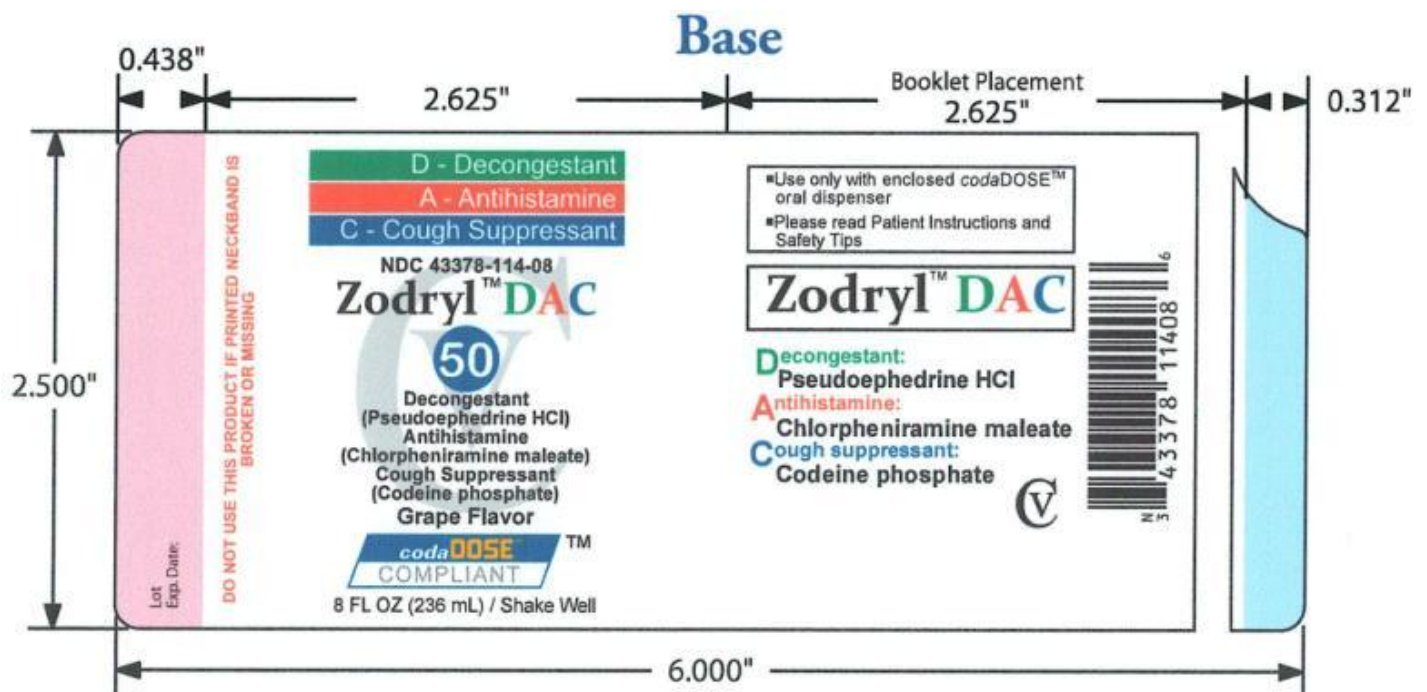 Base
0.438"
2.625"
Booklet Placement
2.625"
0.312"
2.500"
Lot
Exp. Date:
DO NOT USE THIS PRODUCT IF PRINTED NECKBAND IS
BROKEN OR MISSING
D - Decongestant
A - Antihistamine
C - Cough Suppressant
NDC 43378-114-08
Zodryl™ DAC
CV
50
Decongestant
(Pseudoephedrine HCl)
Antihistamine
(Chlorpheniramine maleate)
Cough Suppressant
(Codeine phosphate)
Grape Flavor
codaDOSE™
COMPLIANT
8 FL OZ (236 mL) / Shake Well
▪Use only with enclosed codaDOSE™
oral dispenser
▪Please read Patient Instructions and
Safety Tips
Zodryl™ DAC
Decongestant:
Pseudoephedrine HCl
Antihistamine:
Chlorpheniramine maleate
Cough suppressant:
Codeine phosphate
CV
N
3 43378 11408 6
6.000"